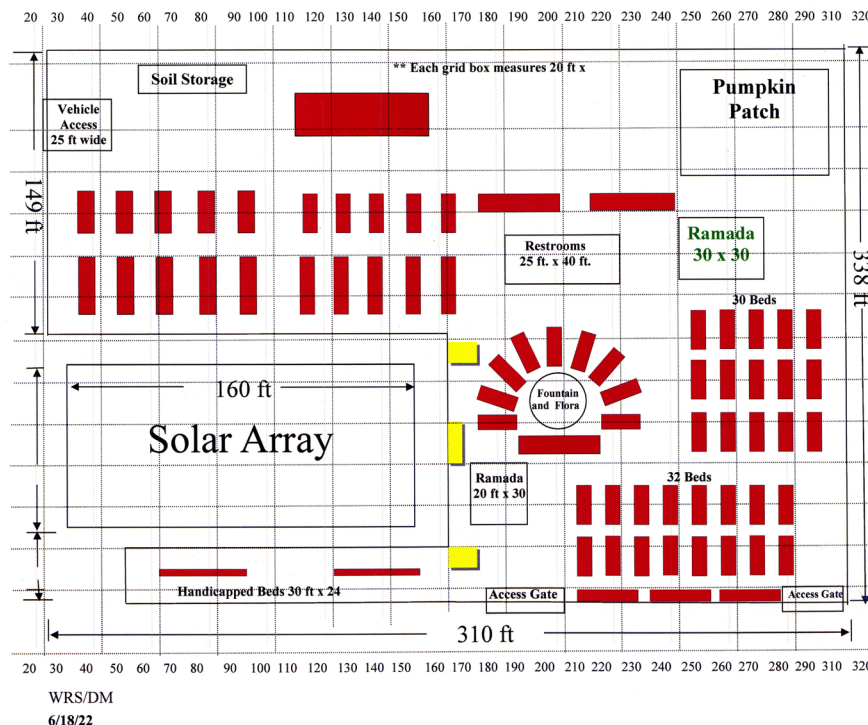 20 30 40 50 60 70 80 90 100 110 120 130 140 150 160 170 180 190 200 210 220 230 240 250 260 270 280 290 300 310 320
** Each grid box measures 20 ft x
Soil Storage
Pumpkin
Patch
Vehicle
Access
25 ft wide
149 ft
Ramada
30 x 30
Restrooms
25 ft. x 40 ft.
338 ft
30 Beds
160 ft
Fountain
and Flora
Solar Array
Ramada
20 ft x 30
32 Beds
Handicapped Beds 30 ft x 24
Access Gate
Access Gate
310 ft
20 30 40 50 60 70 80 90 100 110 120 130 140 150 160 170 180 190 200 210 220 230 240 250 260 270 280 290 300 310 320
WRS/DM
6/18/22